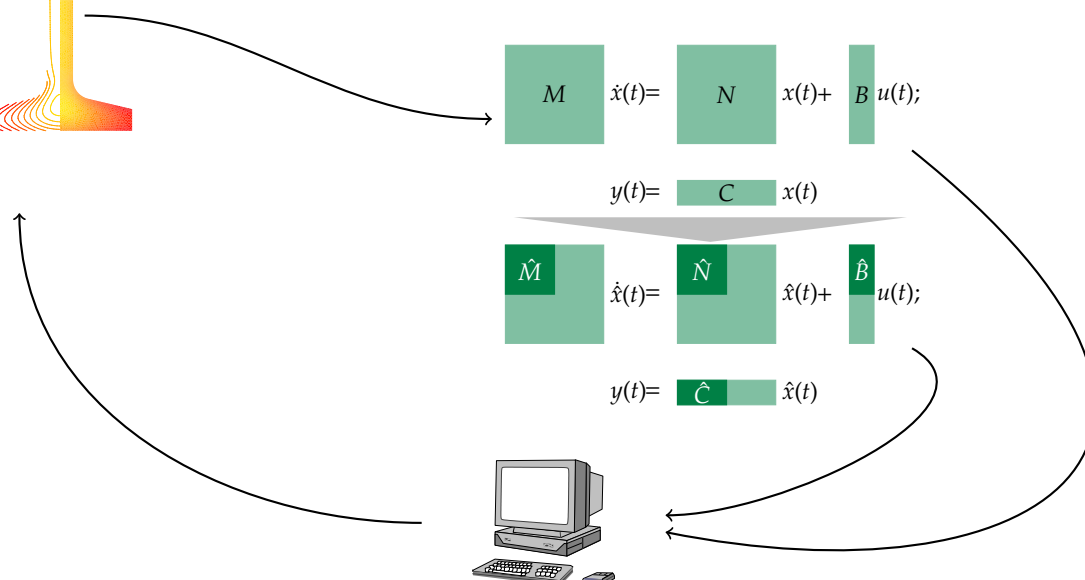 M ẋ(t)= N x(t)+ B u(t);
y(t)= C x(t)
M̂ x̂̇(t)= N̂ x̂(t)+ B̂ u(t);
y(t)= Ĉ x̂(t)